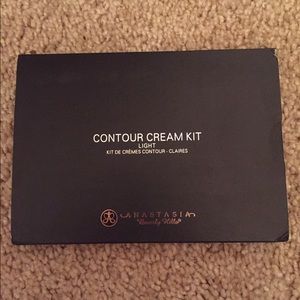 CONTOUR CREAM KIT
LIGHT
KIT DE CRÈMES CONTOUR - CLAIRES
ANASTASIA
Beverly Hills®